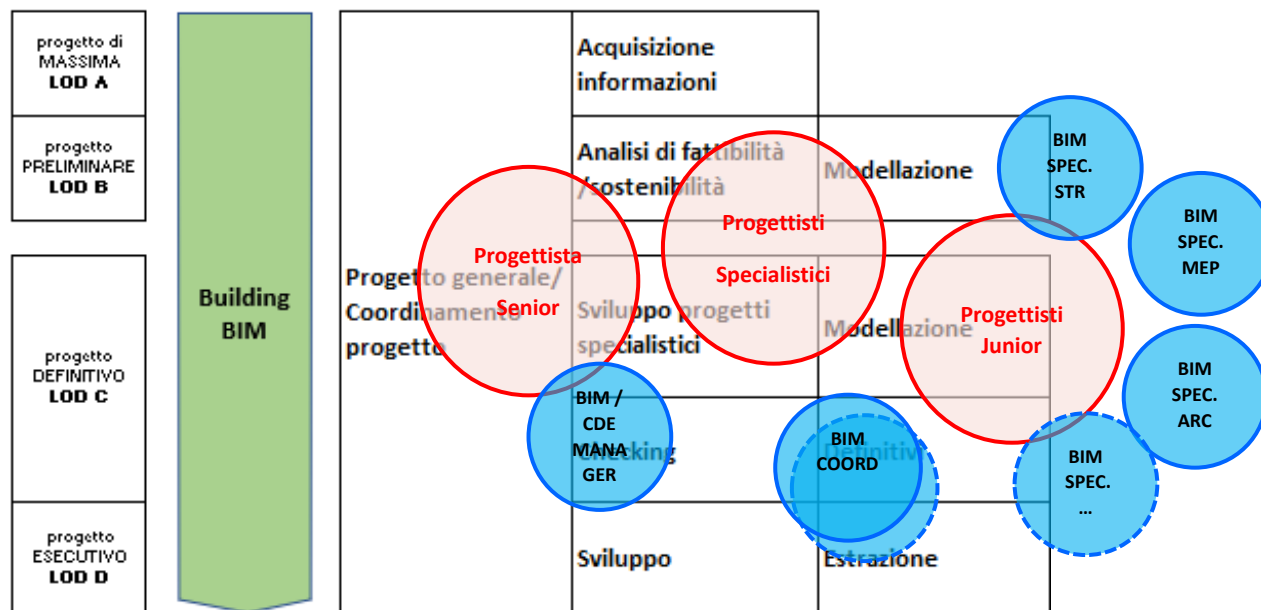 progetto di
MASSIMA
LOD A
progetto
PRELIMINARE
LOD B
progetto
DEFINITIVO
LOD C
progetto
ESECUTIVO
LOD D
Building
BIM
Progetto generale/
Coordinamento
progetto
Acquisizione
informazioni
Analisi di fattibilità
/sostenibilità
Modellazione
Sviluppo progetti
specialistici
Modellazione
Checking
Definitivi
Sviluppo
Estrazione
Progettista
Senior
Progettisti
Specialistici
Progettisti
Junior
BIM /
CDE
MANA
GER
BIM
COORD
BIM
SPEC.
STR
BIM
SPEC.
MEP
BIM
SPEC.
ARC
BIM
SPEC.
...